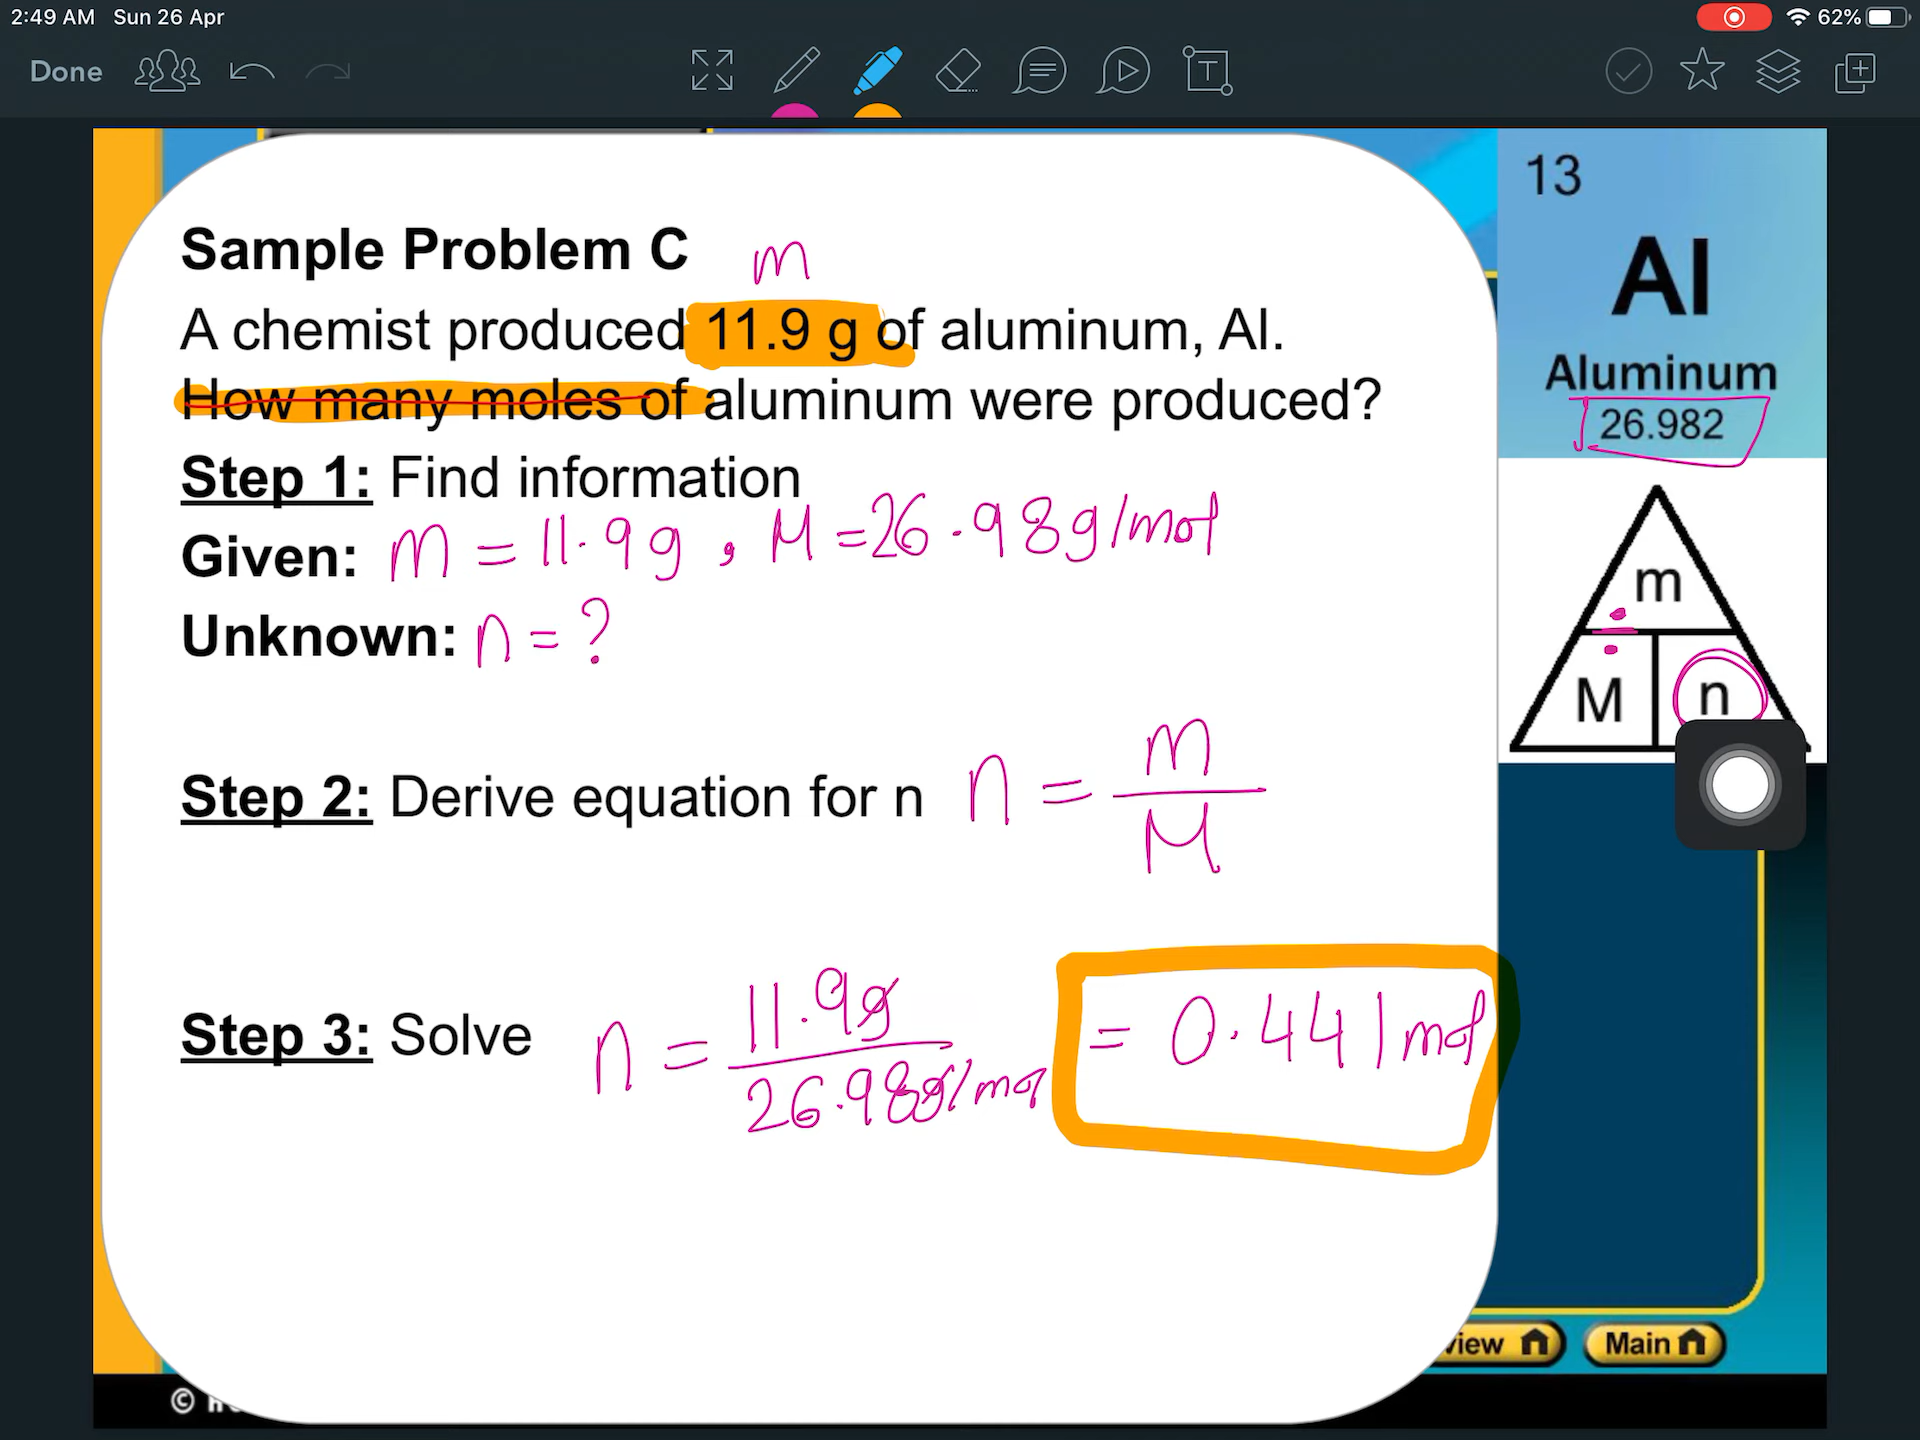 2:49 AM Sun 26 Apr
62%
Done
T
13
Al
Aluminum
26.982
Sample Problem C
m
A chemist produced 11.9 g of aluminum, Al.
How many moles of aluminum were produced?
Step 1: Find information
Given: m = 11.9g , M = 26.98g/mol
Unknown: n = ?
m
M
n
Step 2: Derive equation for n n = m
M
Step 3: Solve n = 11.9g
26.98g/mol
= 0.441mol
view
Main
©